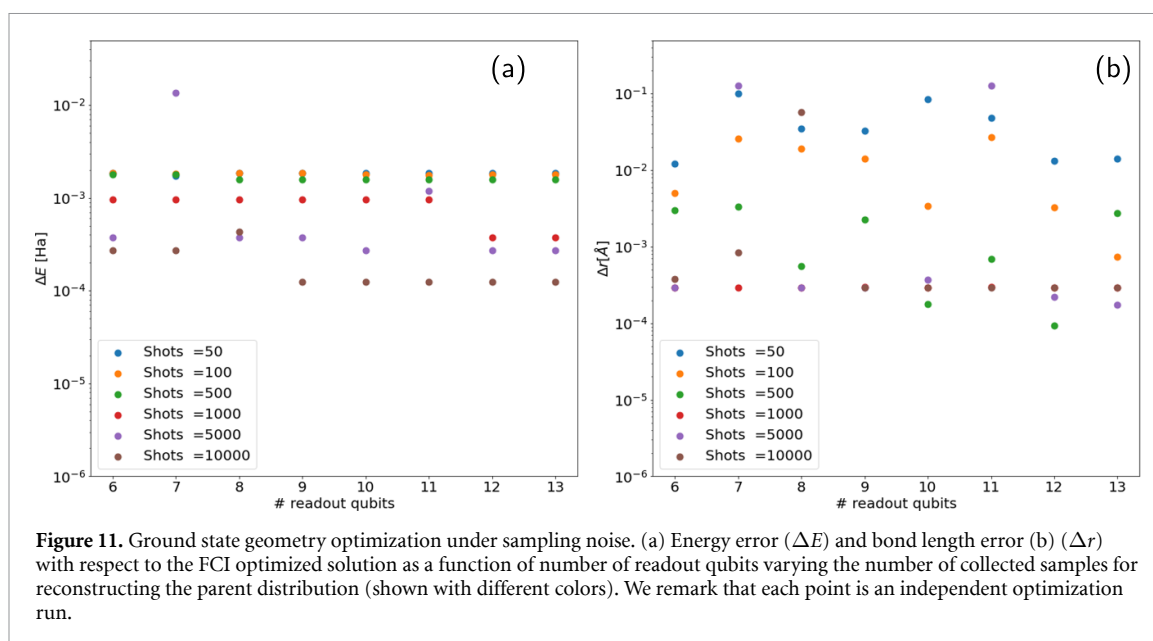 (a)
10⁻²
10⁻³
10⁻⁴
10⁻⁵
10⁻⁶
ΔE [Ha]
Shots =50
Shots =100
Shots =500
Shots =1000
Shots =5000
Shots =10000
6 7 8 9 10 11 12 13
# readout qubits
(b)
10⁻¹
10⁻²
10⁻³
10⁻⁴
10⁻⁵
10⁻⁶
Δr[Å]
Shots =50
Shots =100
Shots =500
Shots =1000
Shots =5000
Shots =10000
6 7 8 9 10 11 12 13
# readout qubits
Figure 11. Ground state geometry optimization under sampling noise. (a) Energy error (ΔE) and bond length error (b) (Δr)
with respect to the FCI optimized solution as a function of number of readout qubits varying the number of collected samples for
reconstructing the parent distribution (shown with different colors). We remark that each point is an independent optimization
run.